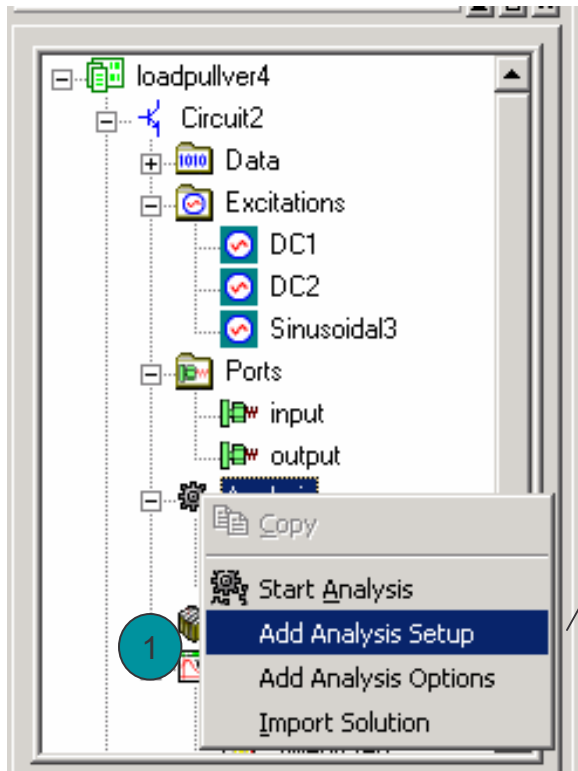 loadpullver4
Circuit2
1010 Data
Excitations
DC1
DC2
Sinusoidal3
Ports
input
output
Copy
Start Analysis
Add Analysis Setup
1
Add Analysis Options
Import Solution